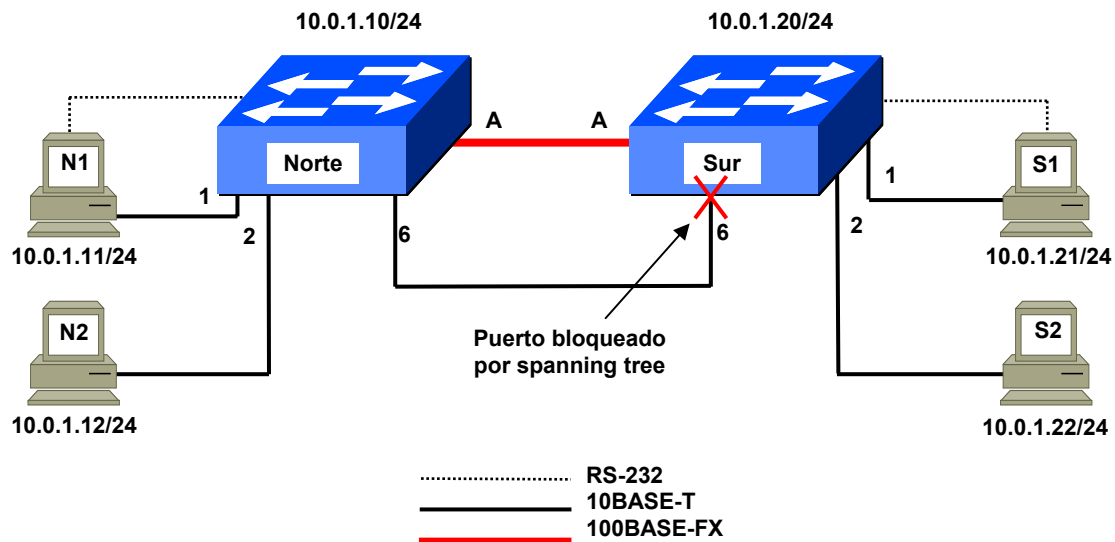 10.0.1.10/24
10.0.1.20/24
A
A
N1
Norte
Sur
S1
1
1
2
6
6
2
10.0.1.11/24
10.0.1.21/24
N2
Puerto bloqueado
por spanning tree
S2
10.0.1.12/24
10.0.1.22/24
RS-232
10BASE-T
100BASE-FX